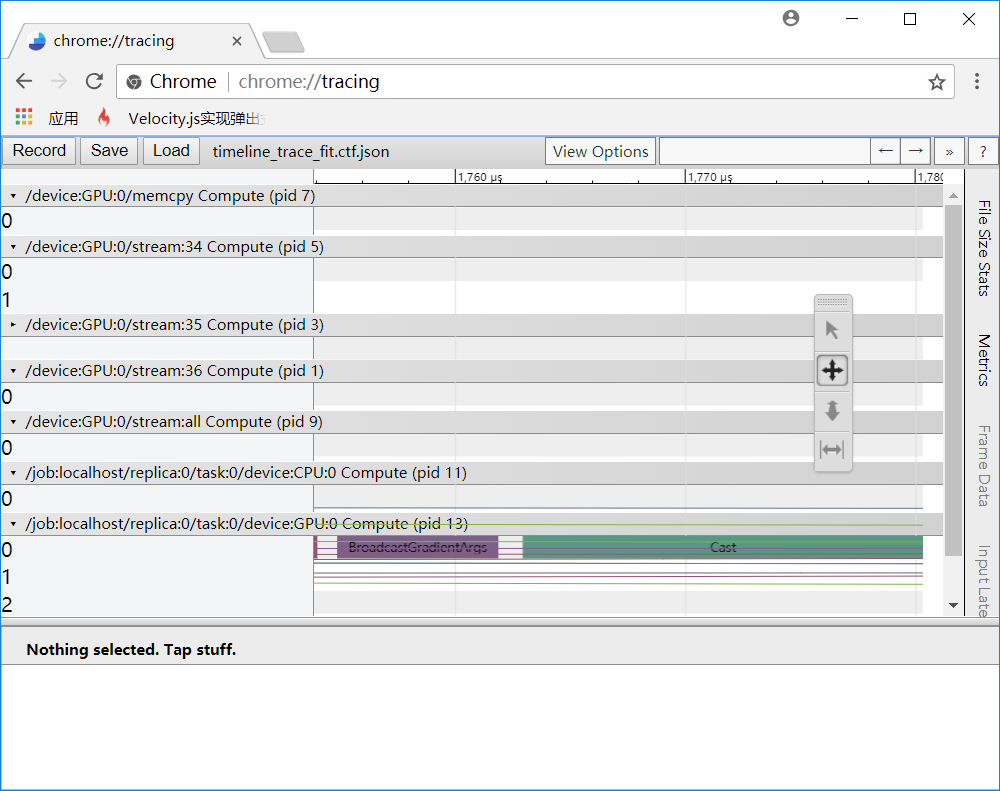 chrome://tracing
Chrome chrome://tracing
应用 Velocity.js实现弹出
Record Save Load timeline_trace_fit.ctf.json View Options ← → » ?
1,760 µs 1,770 µs 1,780
/device:GPU:0/memcpy Compute (pid 7)
0
/device:GPU:0/stream:34 Compute (pid 5)
0
1
/device:GPU:0/stream:35 Compute (pid 3)
/device:GPU:0/stream:36 Compute (pid 1)
0
/device:GPU:0/stream:all Compute (pid 9)
0
/job:localhost/replica:0/task:0/device:CPU:0 Compute (pid 11)
0
/job:localhost/replica:0/task:0/device:GPU:0 Compute (pid 13)
0 BroadcastGradientArgs Cast
1
2
File Size Stats
Metrics
Frame Data
Input Late
Nothing selected. Tap stuff.